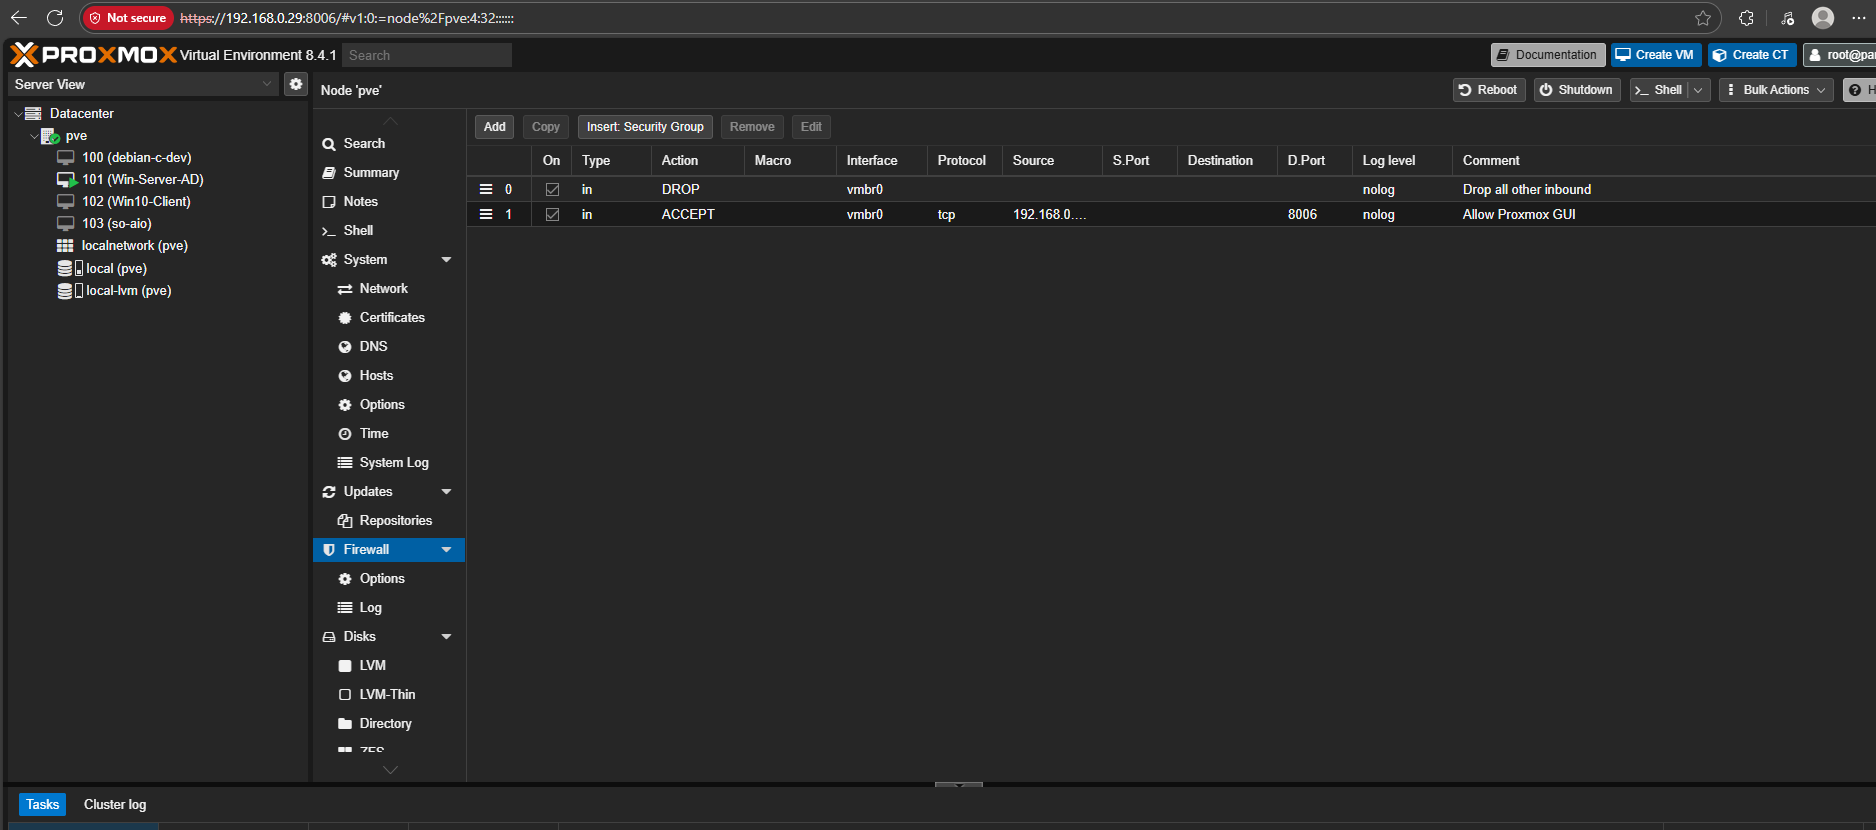 Not secure https://192.168.0.29:8006/#v1:0:=node%2Fpve:4:32::::::
PROXMOX Virtual Environment 8.4.1 Search Documentation Create VM Create CT root@pa
Server View
Node 'pve' Reboot Shutdown Shell Bulk Actions H
Datacenter
pve
100 (debian-c-dev)
101 (Win-Server-AD)
102 (Win10-Client)
103 (so-aio)
localnetwork (pve)
local (pve)
local-lvm (pve)
Search
Summary
Notes
Shell
System
Network
Certificates
DNS
Hosts
Options
Time
System Log
Updates
Repositories
Firewall
Options
Log
Disks
LVM
LVM-Thin
Directory
ZFS
Add Copy Insert: Security Group Remove Edit
On Type Action Macro Interface Protocol Source S.Port Destination D.Port Log level Comment
0 in DROP vmbr0 nolog Drop all other inbound
1 in ACCEPT vmbr0 tcp 192.168.0.... 8006 nolog Allow Proxmox GUI
Tasks Cluster log